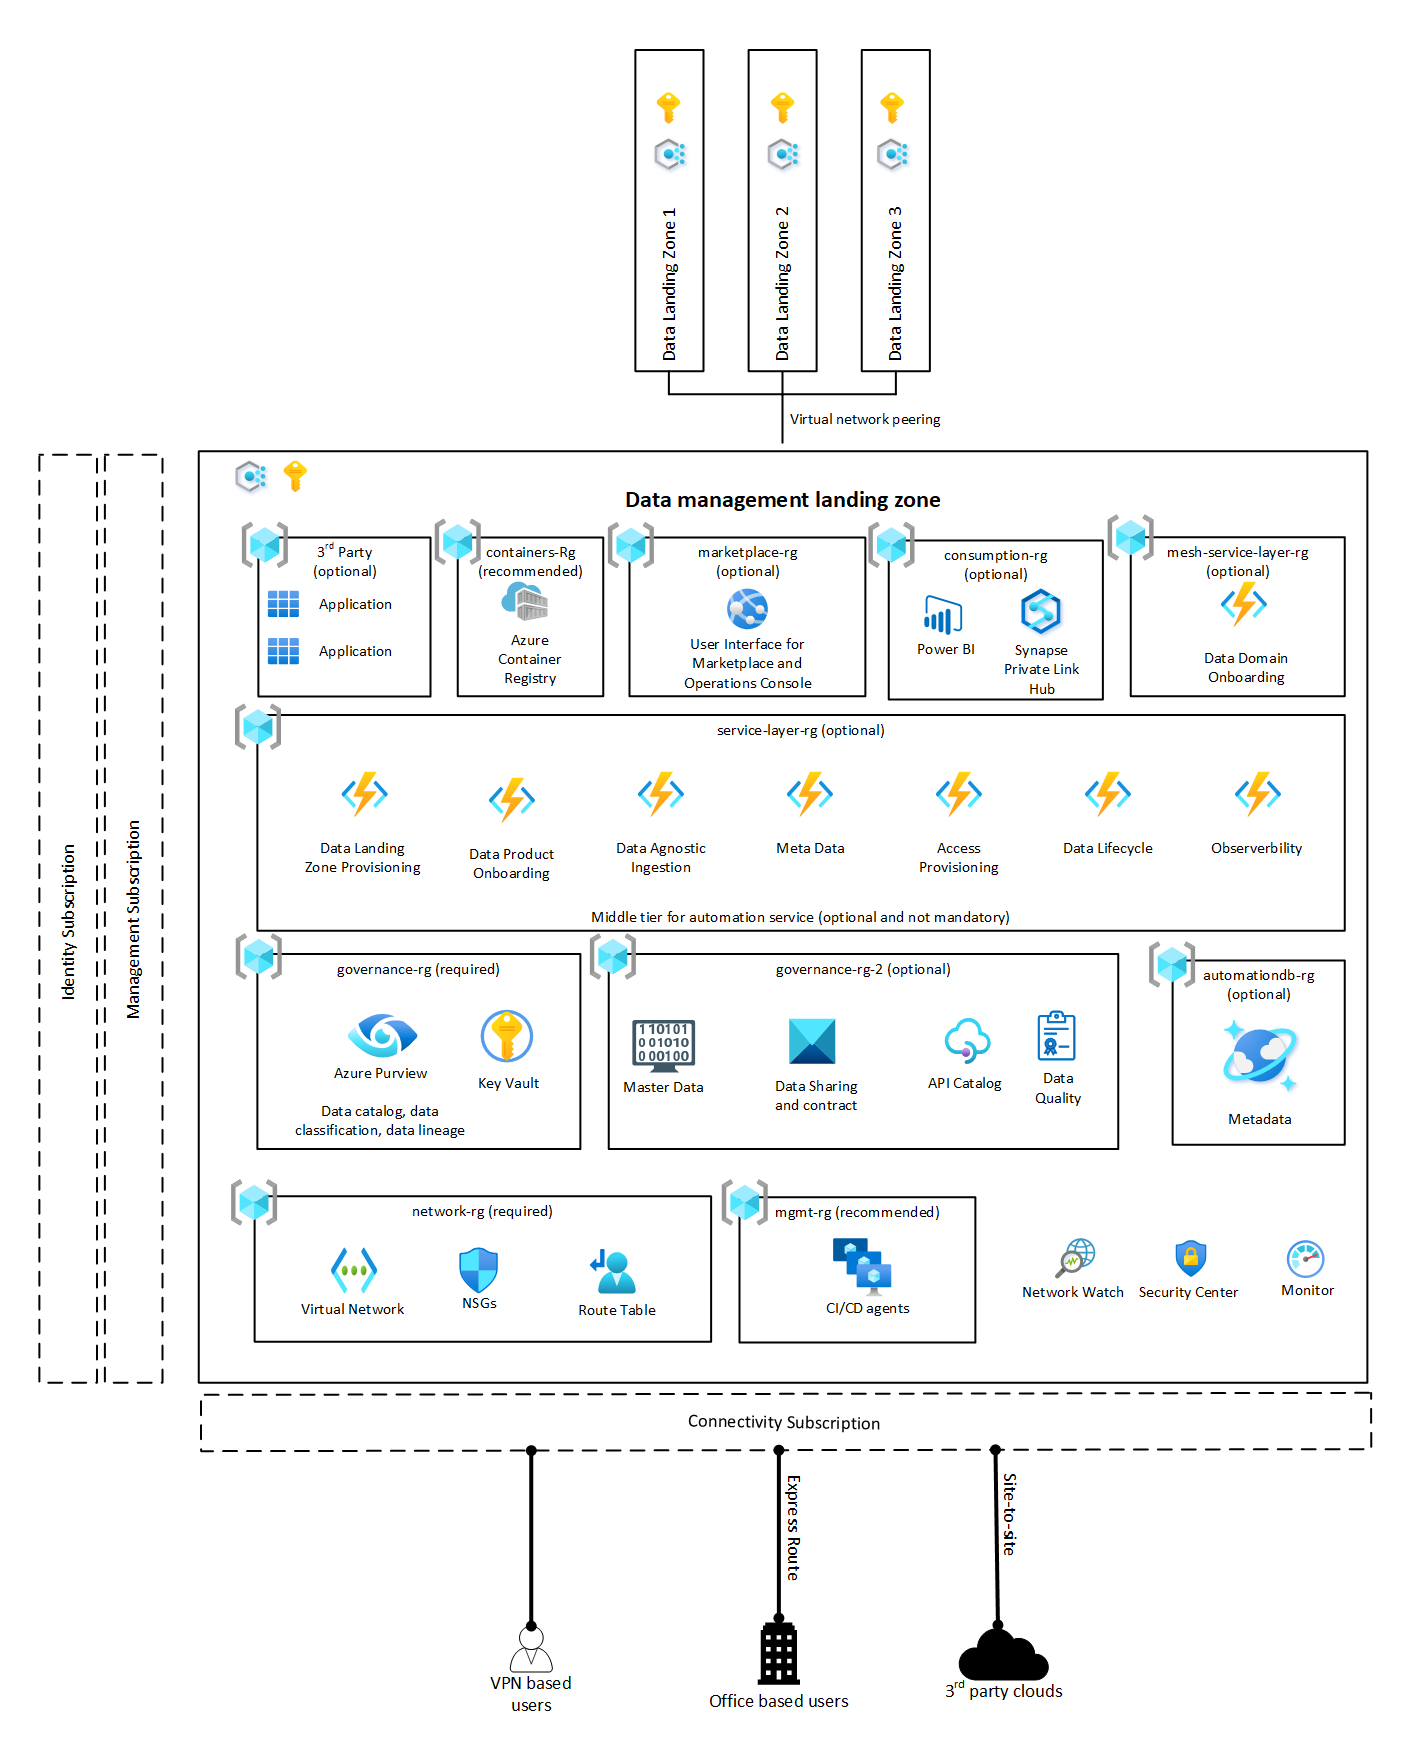 Data Landing Zone 1
Data Landing Zone 2
Data Landing Zone 3
Virtual network peering
Identity Subscription
Management Subscription
Data management landing zone
3rd Party
(optional)
Application
Application
containers-Rg
(recommended)
Azure
Container
Registry
marketplace-rg
(optional)
User Interface for
Marketplace and
Operations Console
consumption-rg
(optional)
Power BI
Synapse
Private Link
Hub
mesh-service-layer-rg
(optional)
Data Domain
Onboarding
service-layer-rg (optional)
Data Landing
Zone Provisioning
Data Product
Onboarding
Data Agnostic
Ingestion
Meta Data
Access
Provisioning
Data Lifecycle
Observerbility
Middle tier for automation service (optional and not mandatory)
governance-rg (required)
Azure Purview
Key Vault
Data catalog, data
classification, data lineage
governance-rg-2 (optional)
1 10101
0 01010
0 00100
Master Data
Data Sharing
and contract
API Catalog
Data
Quality
automationdb-rg
(optional)
Metadata
network-rg (required)
Virtual Network
NSGs
Route Table
mgmt-rg (recommended)
CI/CD agents
Network Watch
Security Center
Monitor
Connectivity Subscription
Express Route
Site-to-site
VPN based
users
Office based users
3rd party clouds